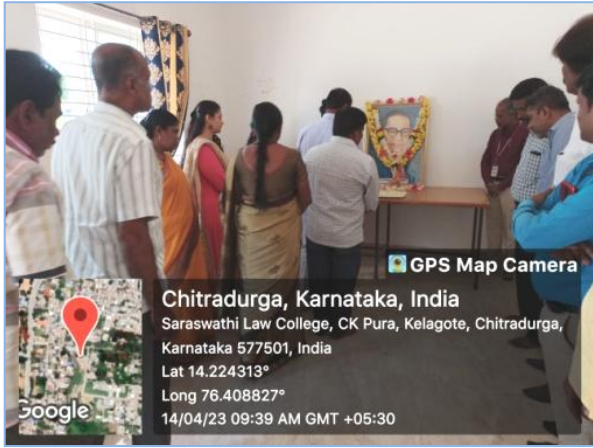 GPS Map Camera
Chitradurga, Karnataka, India
Saraswathi Law College, CK Pura, Kelagote, Chitradurga,
Karnataka 577501, India
Lat 14.224313°
Long 76.408827°
14/04/23 09:39 AM GMT +05:30
Google